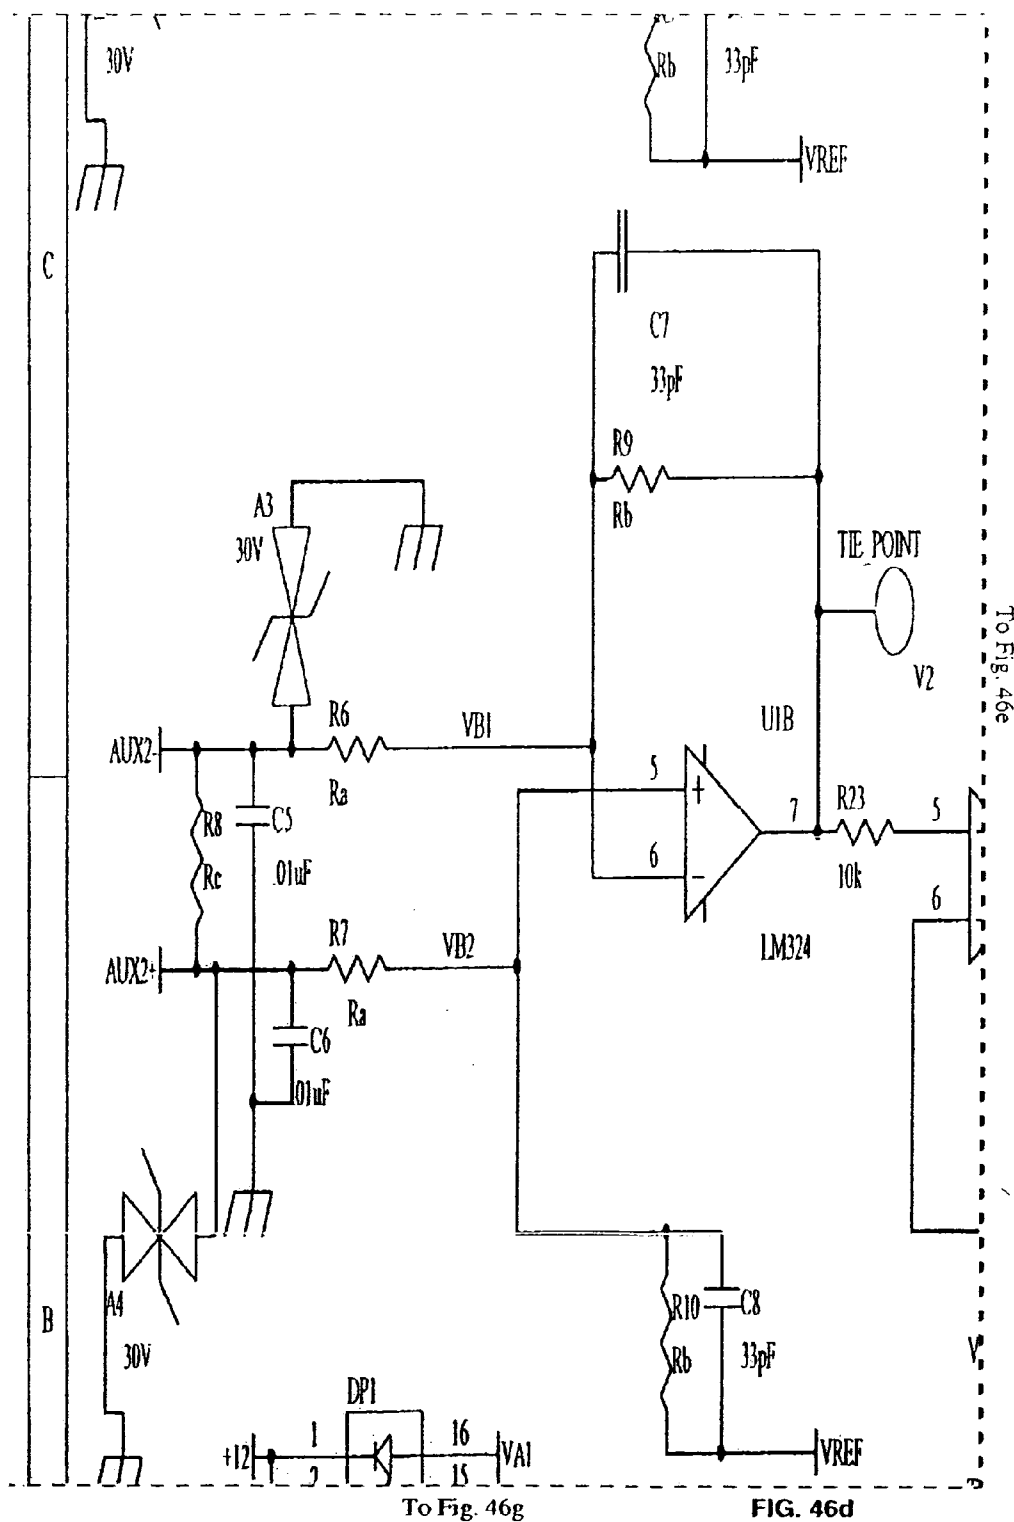 30V
Rb
33pF
VREF
C
C7
33pF
R9
Rb
A3
30V
TIE POINT
V2
To Fig. 46e
U1B
R6
VB1
AUX2-
Ra
5
7
R23
5
R8
C5
Rc
.01uF
6
10k
6
R7
VB2
LM324
AUX2+
Ra
C6
.01uF
A4
R10
C8
B
30V
Rb
33pF
V
DP1
1
16
+12
VA1
VREF
2
15
To Fig. 46g
FIG. 46d